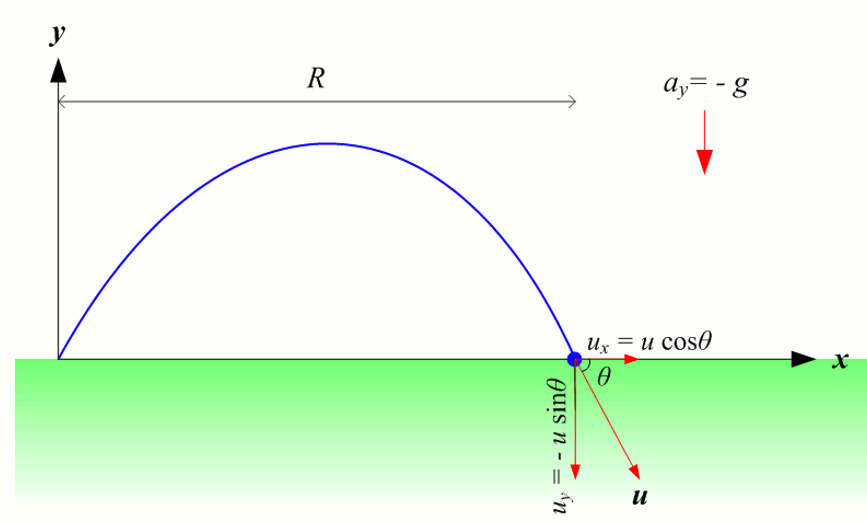 y
R
a_y= - g
u_x = u cosθ
x
θ
u_y = - u sinθ
u